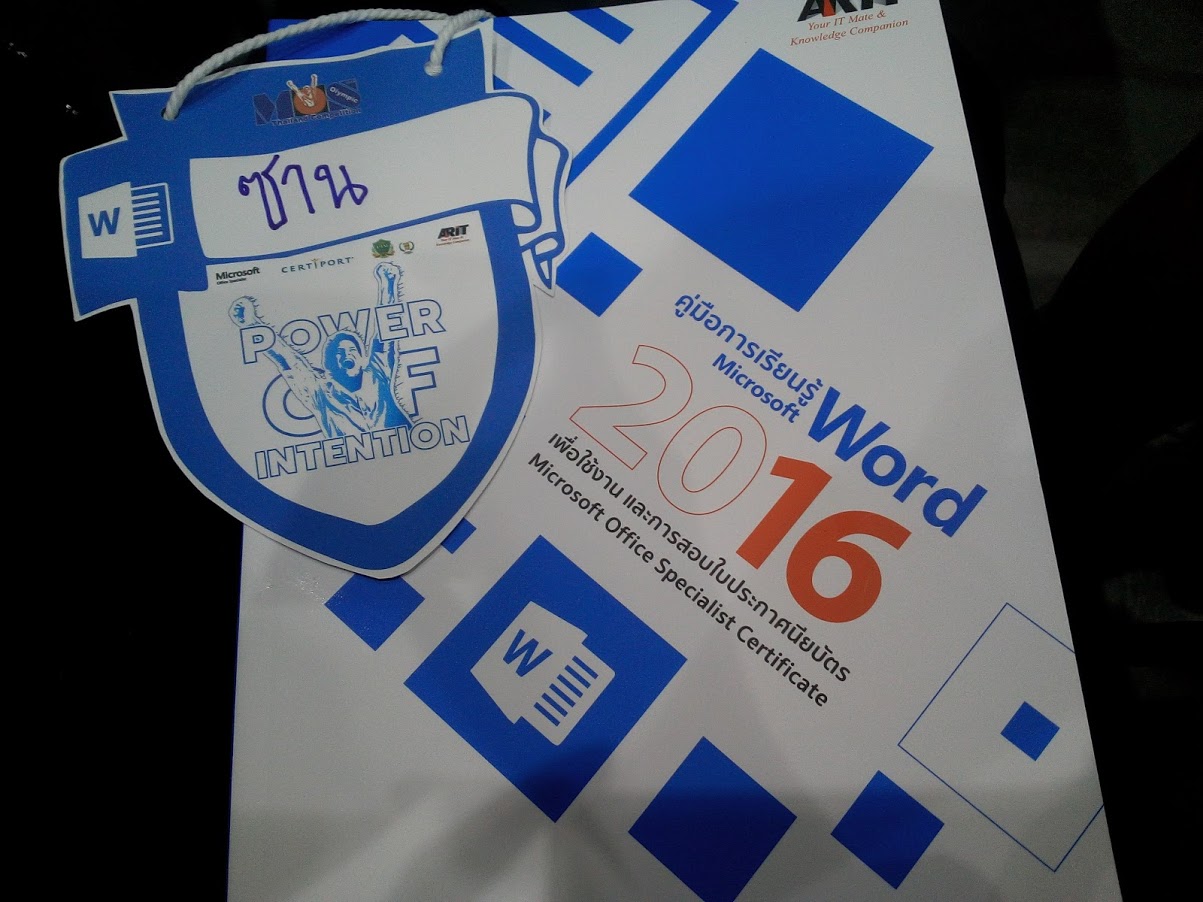 MOS
Olympic
Thailand Competition
W
ซาน
Microsoft
CERTIPORT
ARIT
POWER
OF
INTENTION
ARIT
Your IT Mate &
Knowledge Companion
คู่มือการเรียนรู้
Microsoft Word
2016
เพื่อใช้งาน และการสอบใบประกาศนียบัตร
Microsoft Office Specialist Certificate
W